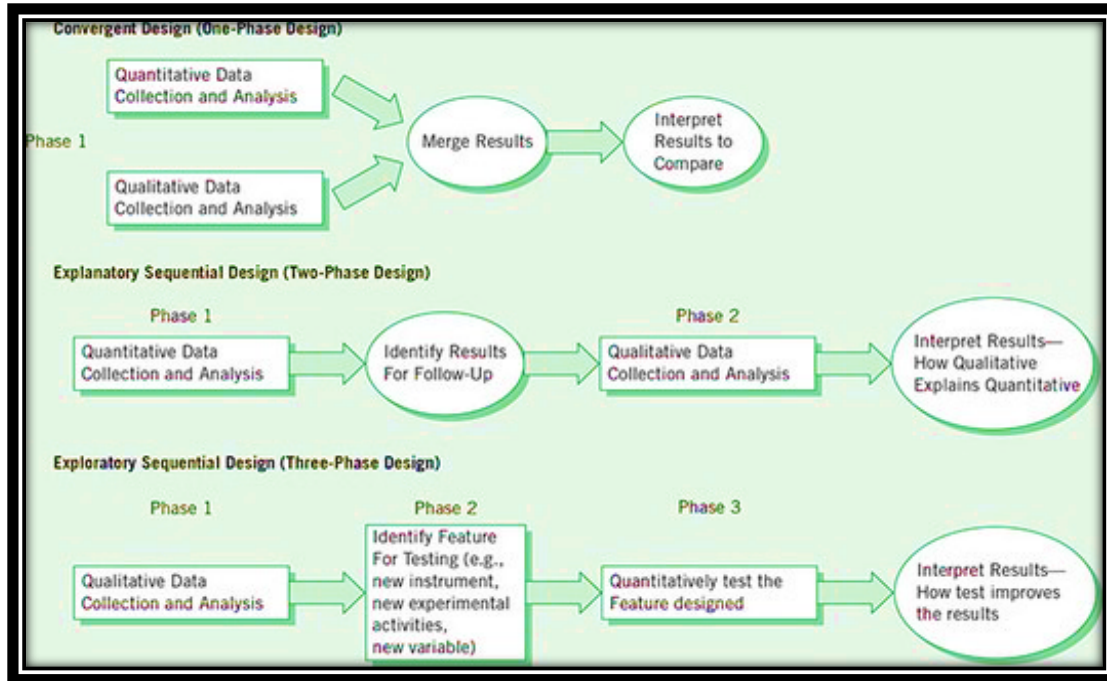 Convergent Design (One-Phase Design)
Quantitative Data
Collection and Analysis
Phase 1
Merge Results
Interpret
Results to
Compare
Qualitative Data
Collection and Analysis
Explanatory Sequential Design (Two-Phase Design)
Phase 1
Phase 2
Quantitative Data
Collection and Analysis
Identify Results
For Follow-Up
Qualitative Data
Collection and Analysis
Interpret Results—
How Qualitative
Explains Quantitative
Exploratory Sequential Design (Three-Phase Design)
Phase 1
Phase 2
Phase 3
Qualitative Data
Collection and Analysis
Identify Feature
For Testing (e.g.,
new instrument,
new experimental
activities,
new variable)
Quantitatively test the
Feature designed
Interpret Results—
How test improves
the results